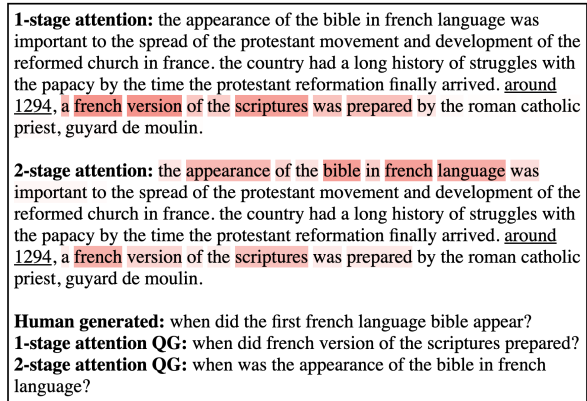 1-stage attention: the appearance of the bible in french language was
important to the spread of the protestant movement and development of the
reformed church in france. the country had a long history of struggles with
the papacy by the time the protestant reformation finally arrived. around
1294, a french version of the scriptures was prepared by the roman catholic
priest, guyard de moulin.
2-stage attention: the appearance of the bible in french language was
important to the spread of the protestant movement and development of the
reformed church in france. the country had a long history of struggles with
the papacy by the time the protestant reformation finally arrived. around
1294, a french version of the scriptures was prepared by the roman catholic
priest, guyard de moulin.
Human generated: when did the first french language bible appear?
1-stage attention QG: when did french version of the scriptures prepared?
2-stage attention QG: when was the appearance of the bible in french
language?